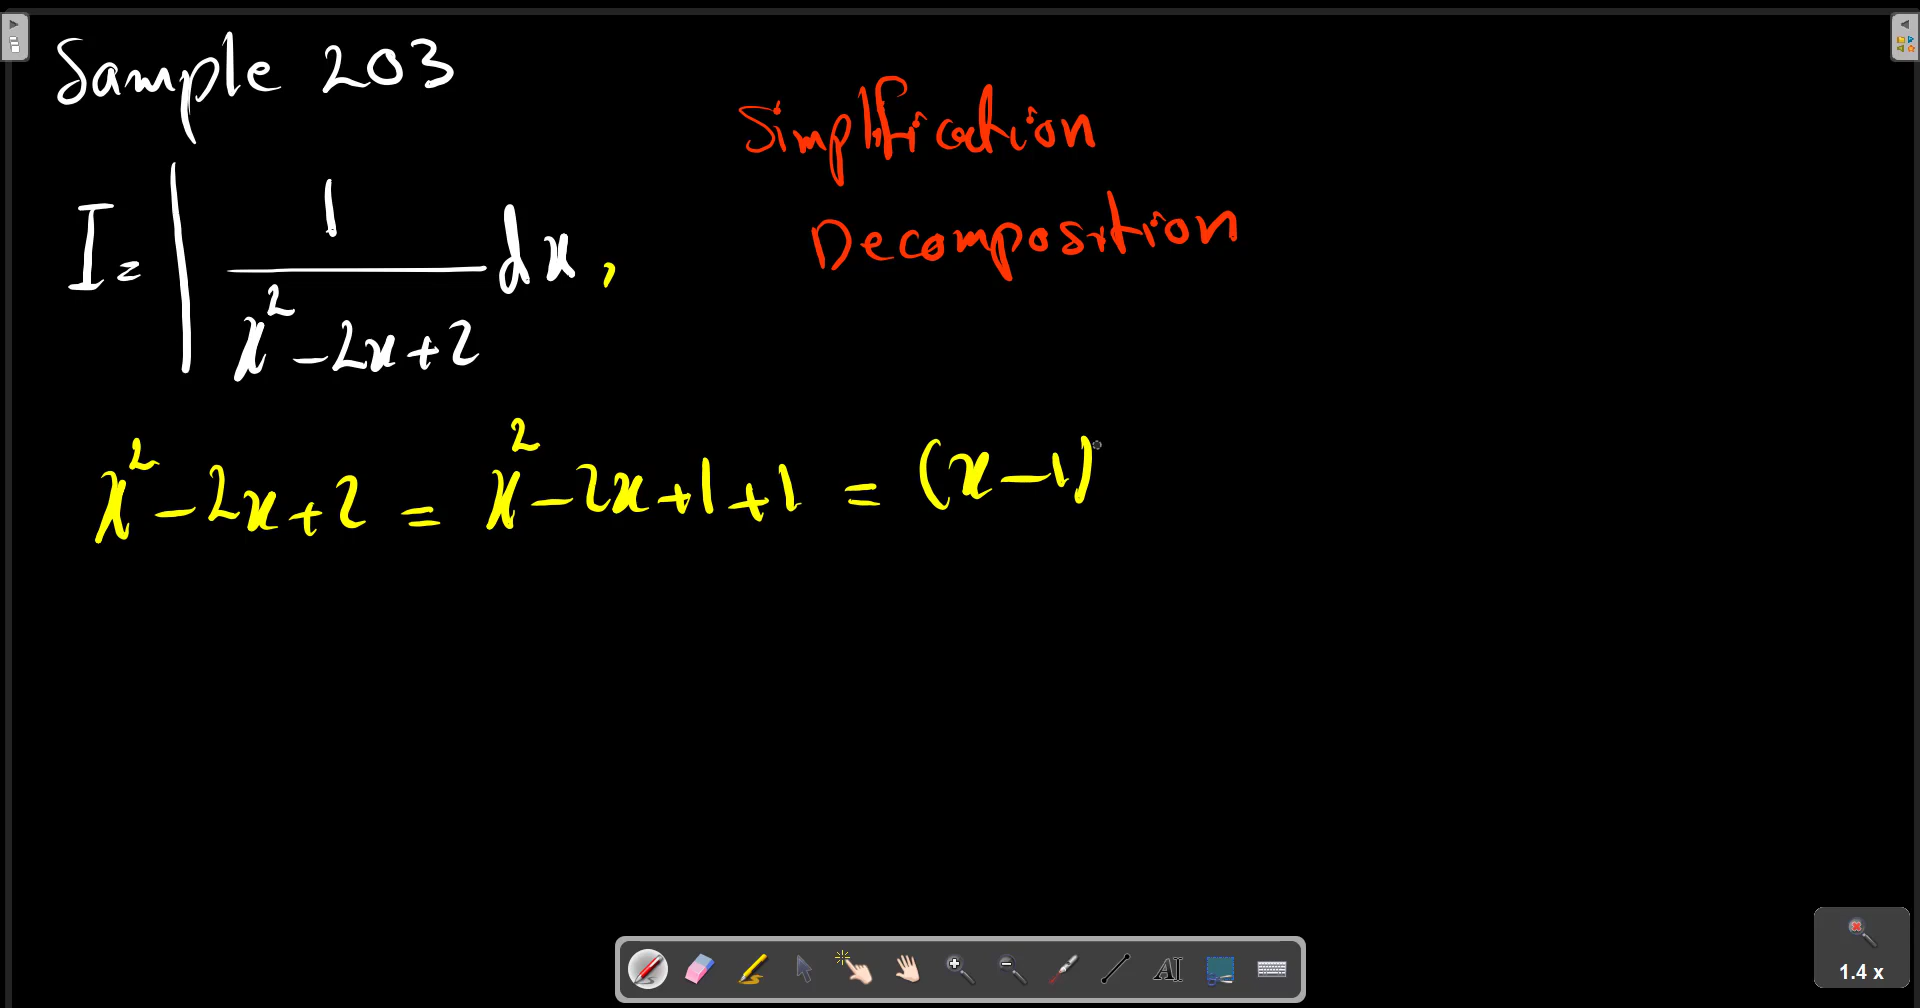 Sample 203
Simplification
Decomposition
I = ∫ 1/(x² - 2x + 2) dx,
x² - 2x + 2 = x² - 2x + 1 + 1 = (x - 1)
1.4 x